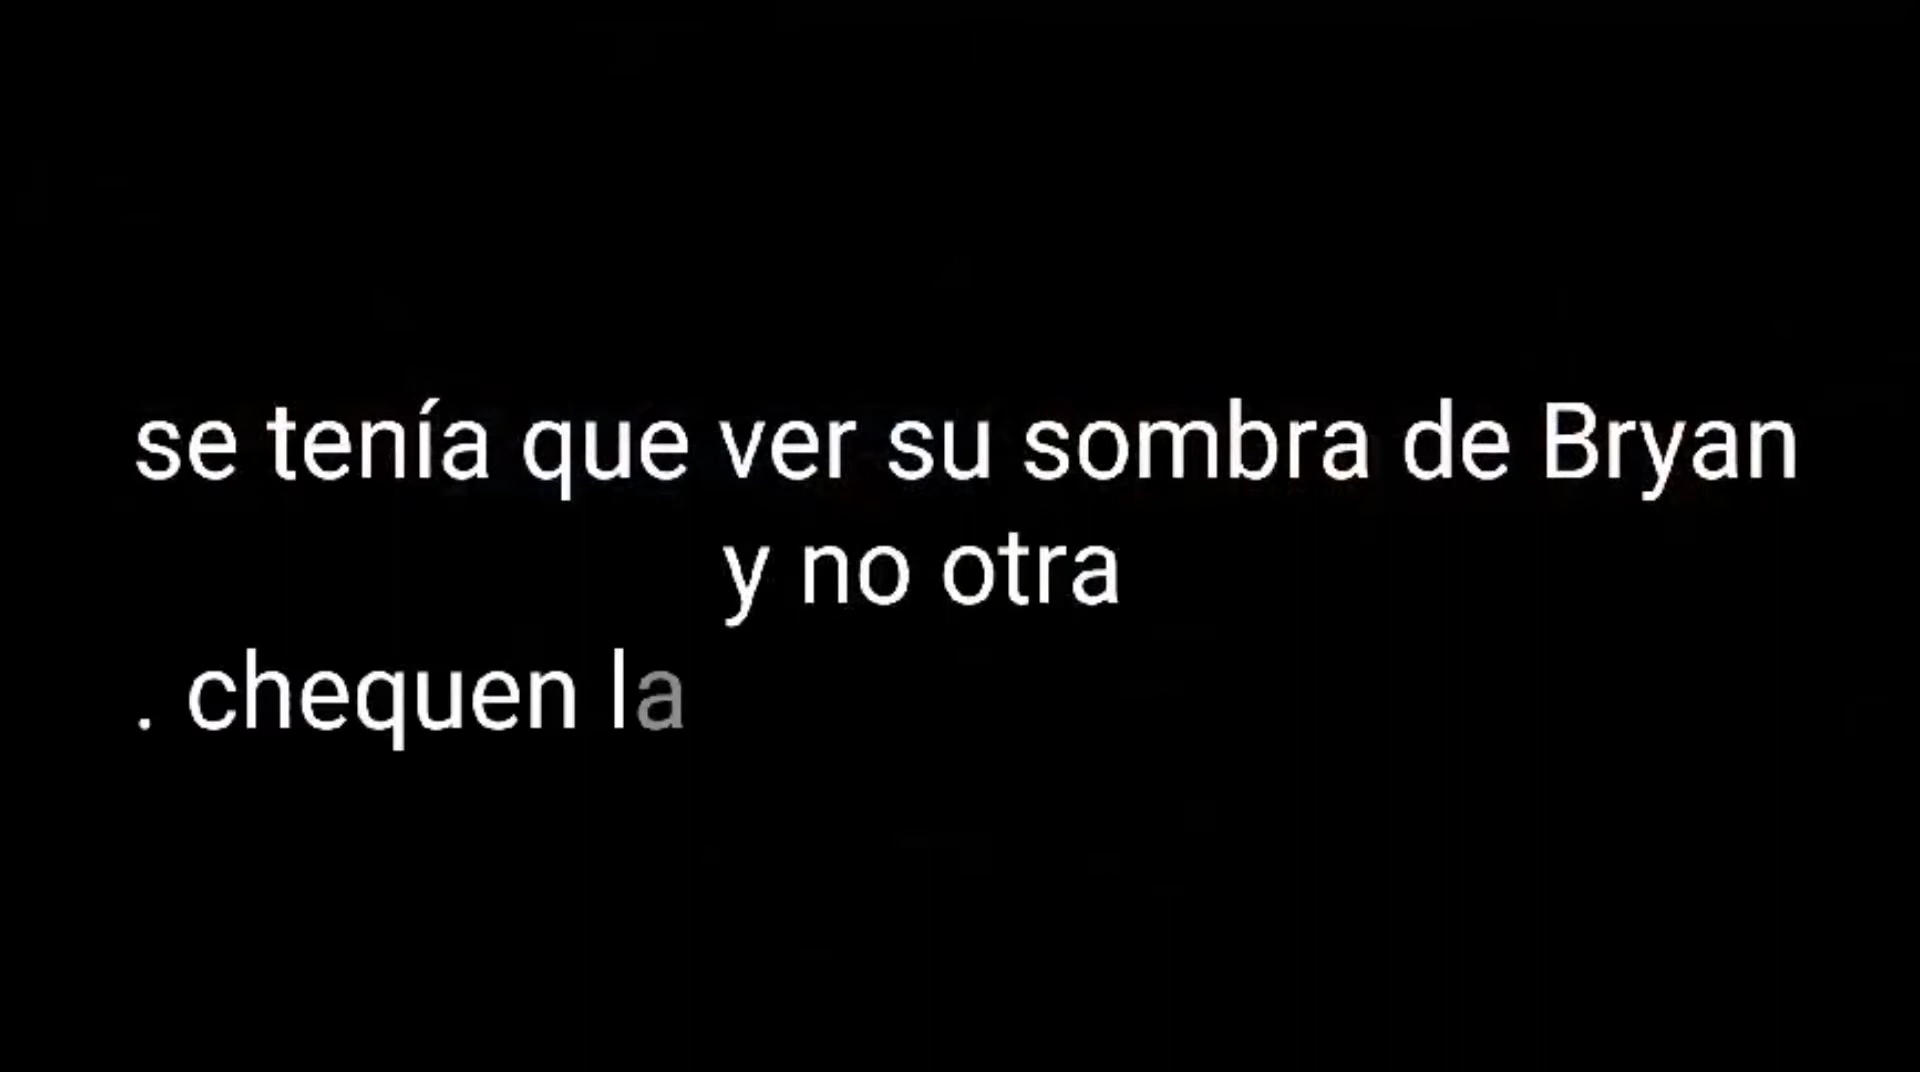 se tenía que ver su sombra de Bryan
y no otra
. chequen la